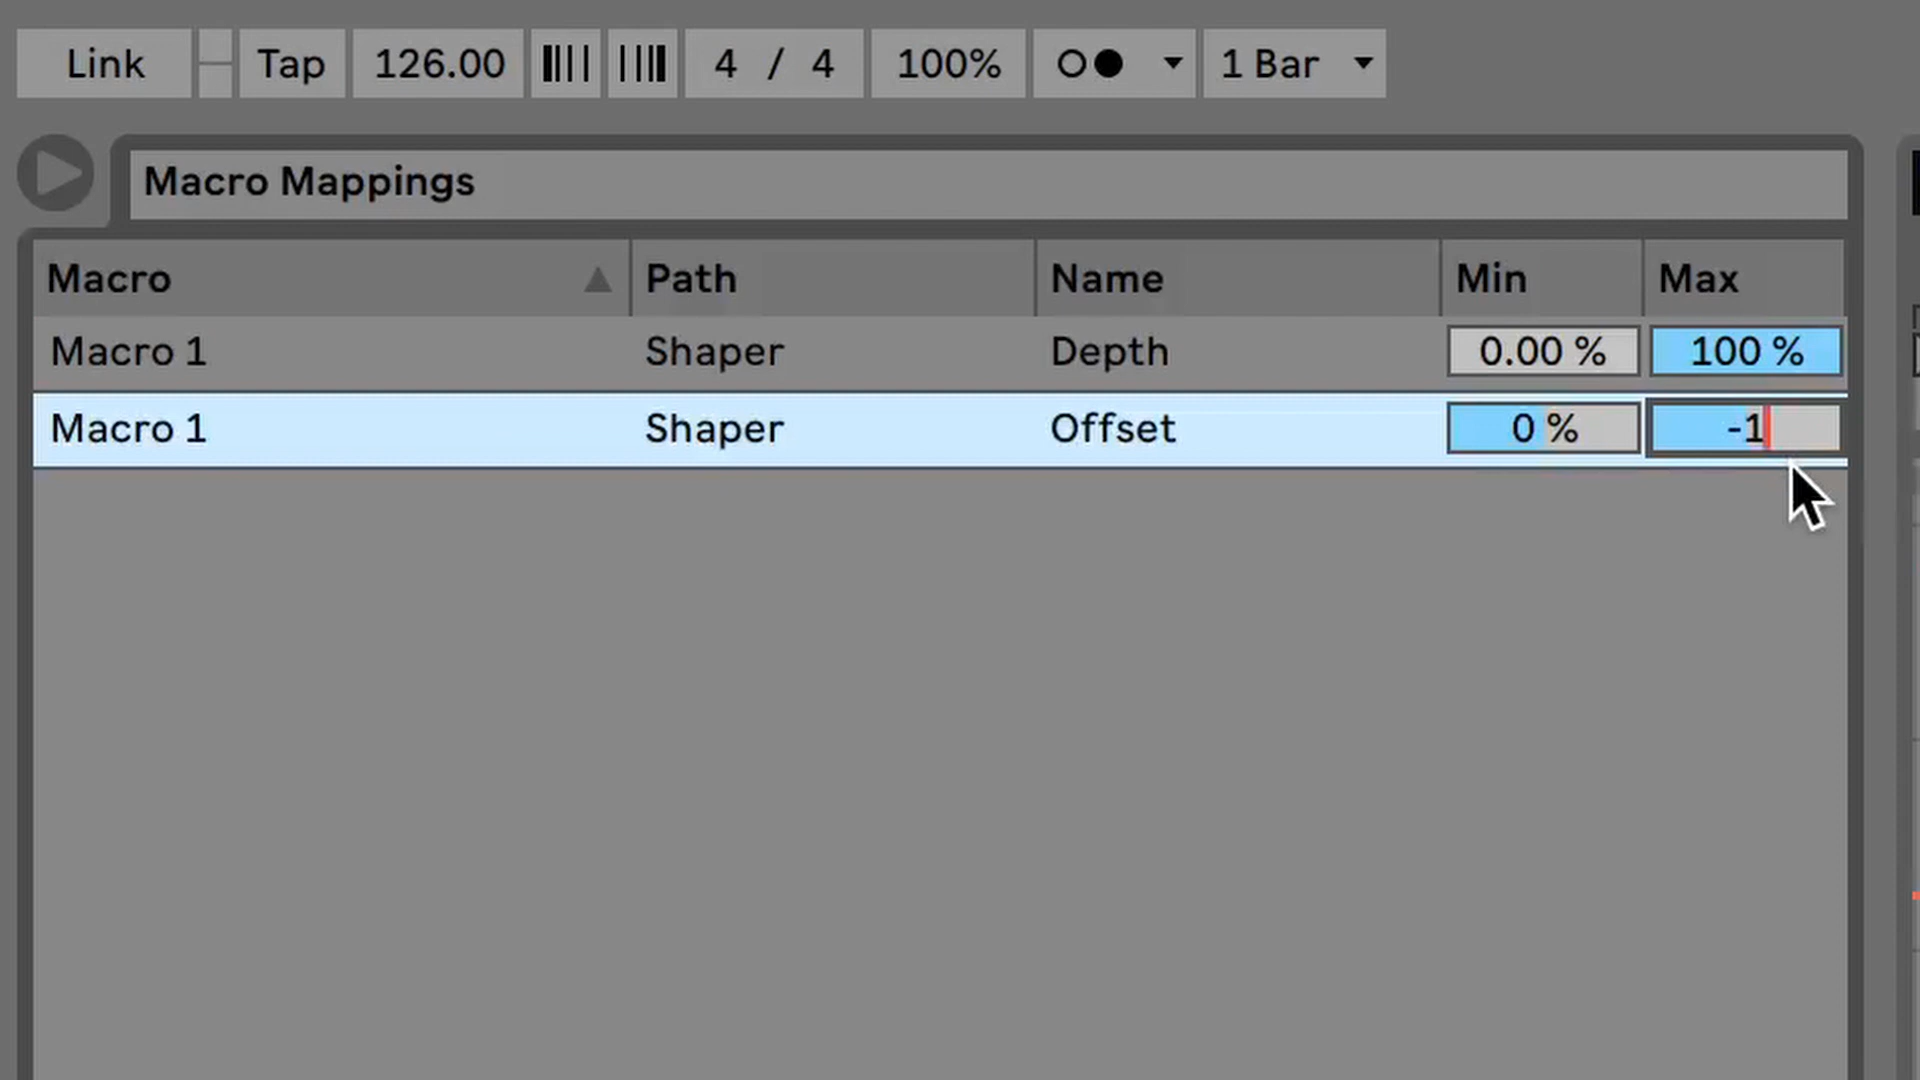 Link Tap 126.00 4 / 4 100% 1 Bar
Macro Mappings
Macro Path Name Min Max
Macro 1 Shaper Depth 0.00 % 100 %
Macro 1 Shaper Offset 0 % -1